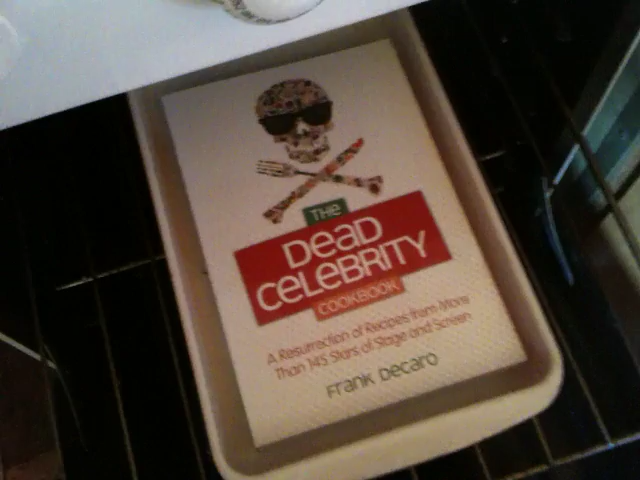 THe
DeaD
CeLeBRITY
COOKBOOK
A Resurrection of Recipes from More
Than 145 Stars of Stage and Screen
Frank Decaro